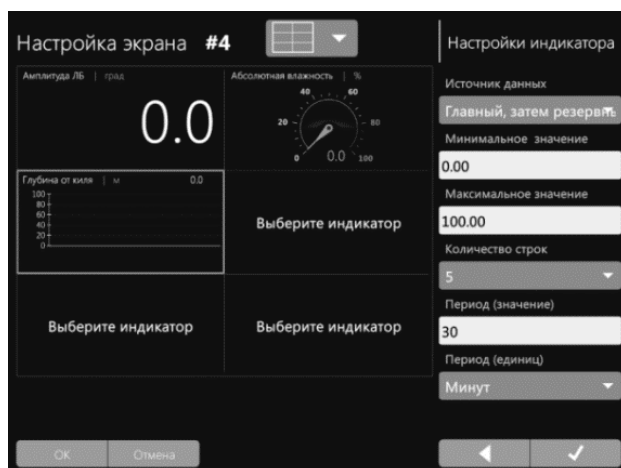 Настройка экрана #4
Амплитуда ЛБ | град
0.0
Абсолютная влажность | %
40 60
20 80
0 0.0 100
Глубина от киля | м 0.0
100
80
60
40
20
0
Выберите индикатор
Выберите индикатор
Выберите индикатор
OK
Отмена
Настройки индикатора
Источник данных
Главный, затем резервнь
Минимальное значение
0.00
Максимальное значение
100.00
Количество строк
5
Период (значение)
30
Период (единиц)
Минут